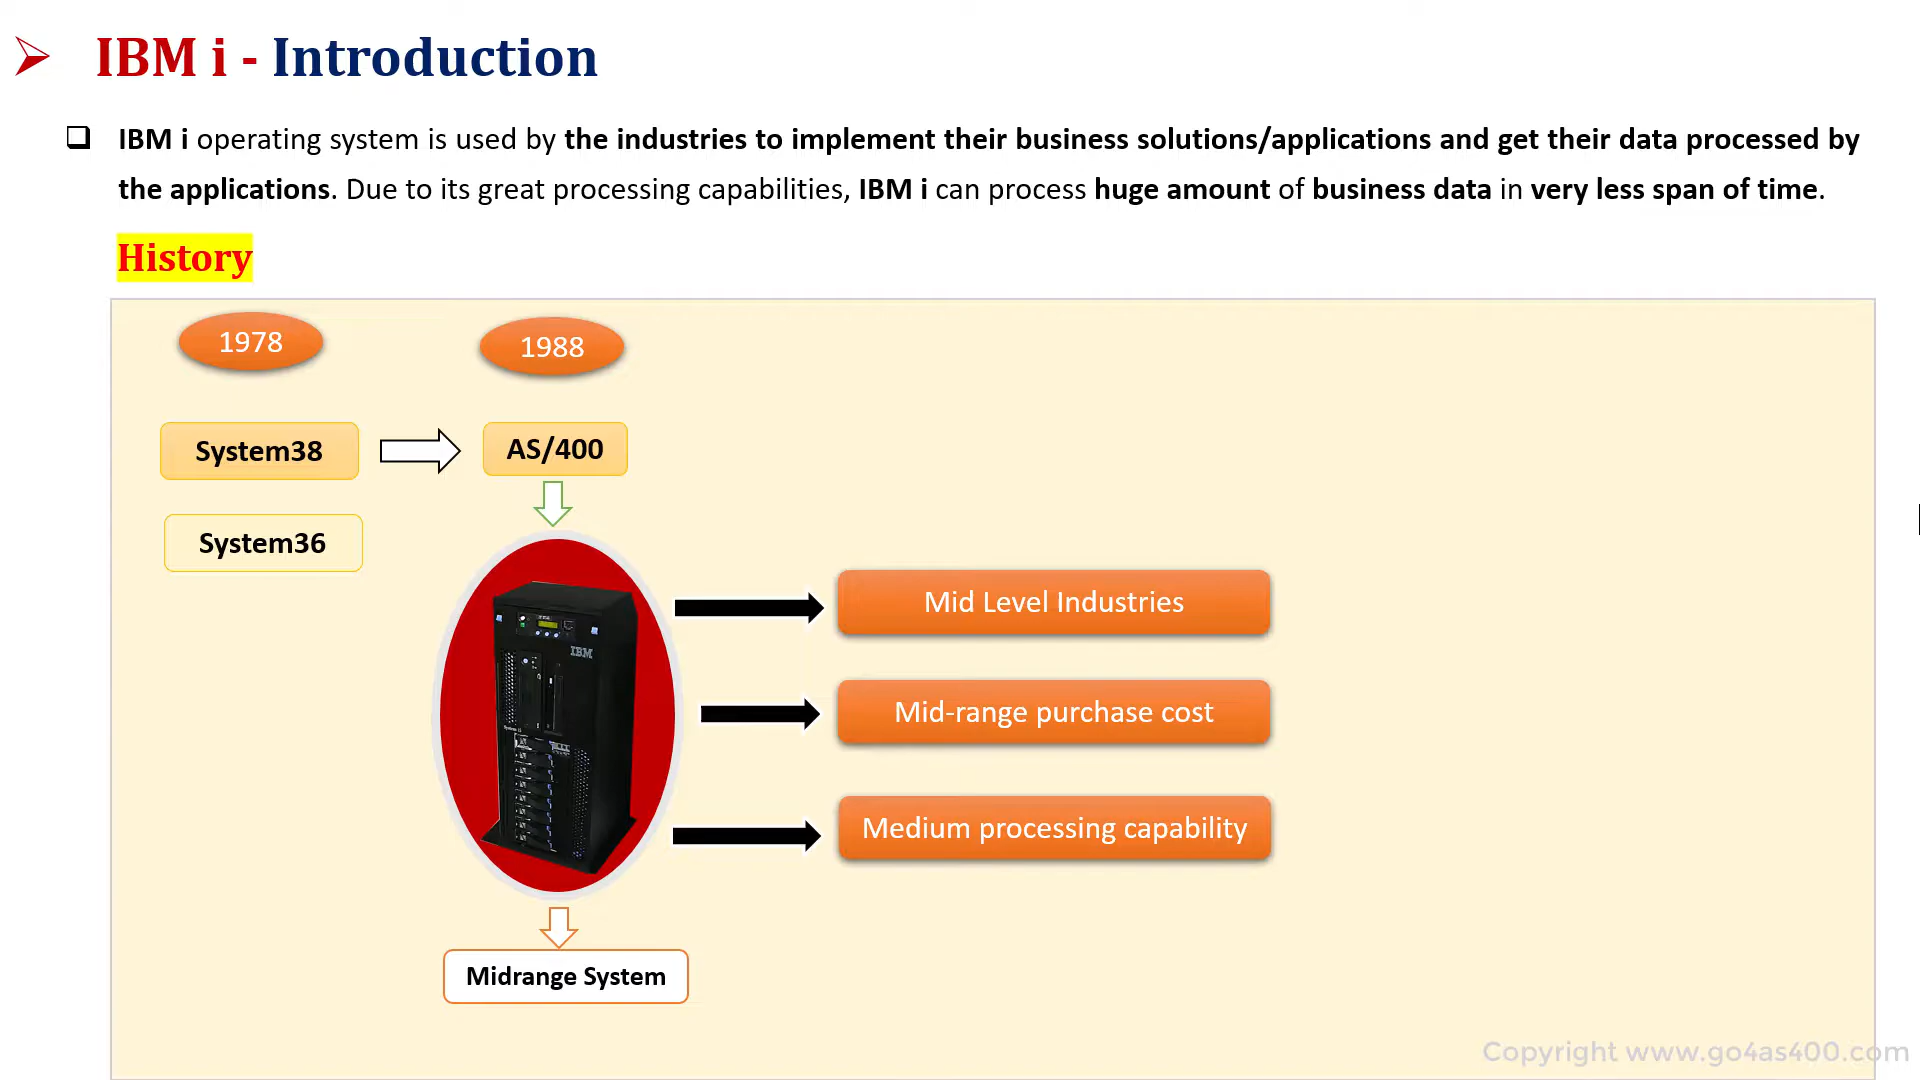 IBM i - Introduction
IBM i operating system is used by the industries to implement their business solutions/applications and get their data processed by
the applications. Due to its great processing capabilities, IBM i can process huge amount of business data in very less span of time.
History
1978
1988
System38
AS/400
System36
IBM
Mid Level Industries
Mid-range purchase cost
Medium processing capability
Midrange System
Copyright www.go4as400.com